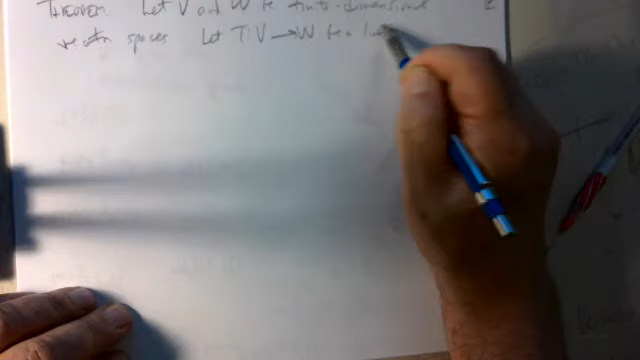 Theorem Let V and W be finite-dimensional
vector spaces Let T:V→W be a